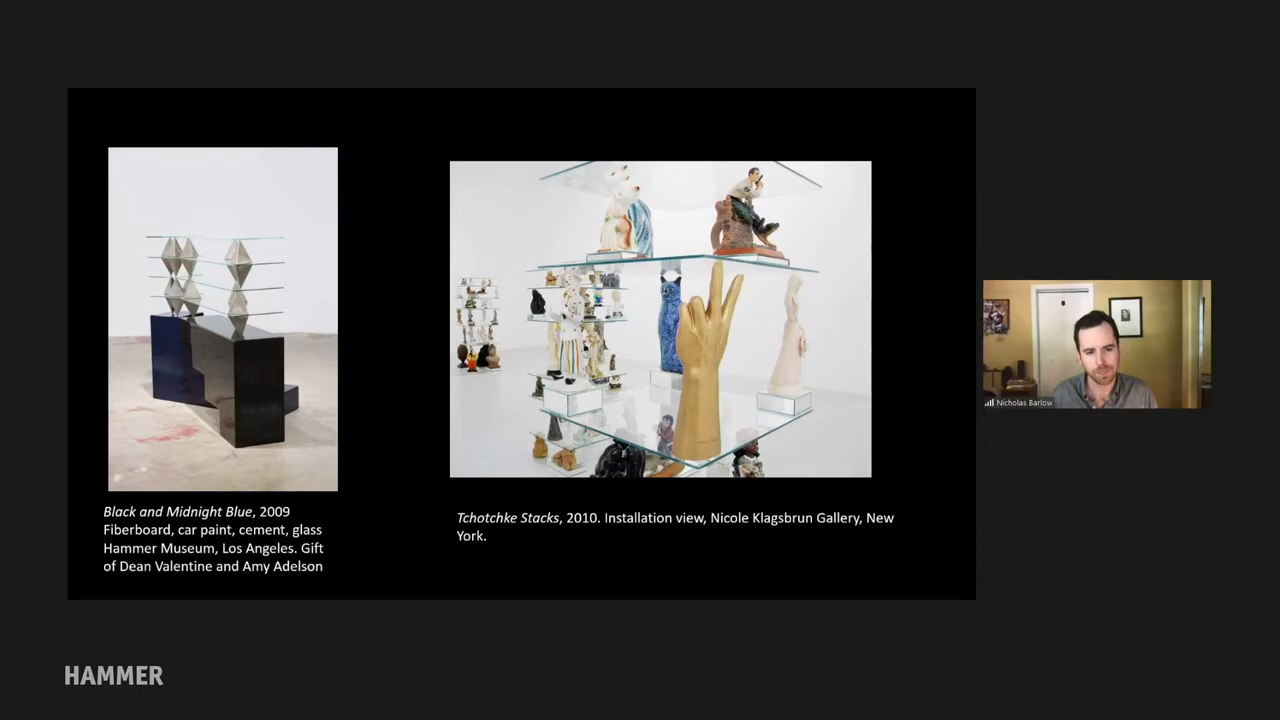 Black and Midnight Blue, 2009
Fiberboard, car paint, cement, glass
Hammer Museum, Los Angeles. Gift
of Dean Valentine and Amy Adelson
Tchotchke Stacks, 2010. Installation view, Nicole Klagsbrun Gallery, New
York.
Nicholas Barlow
HAMMER